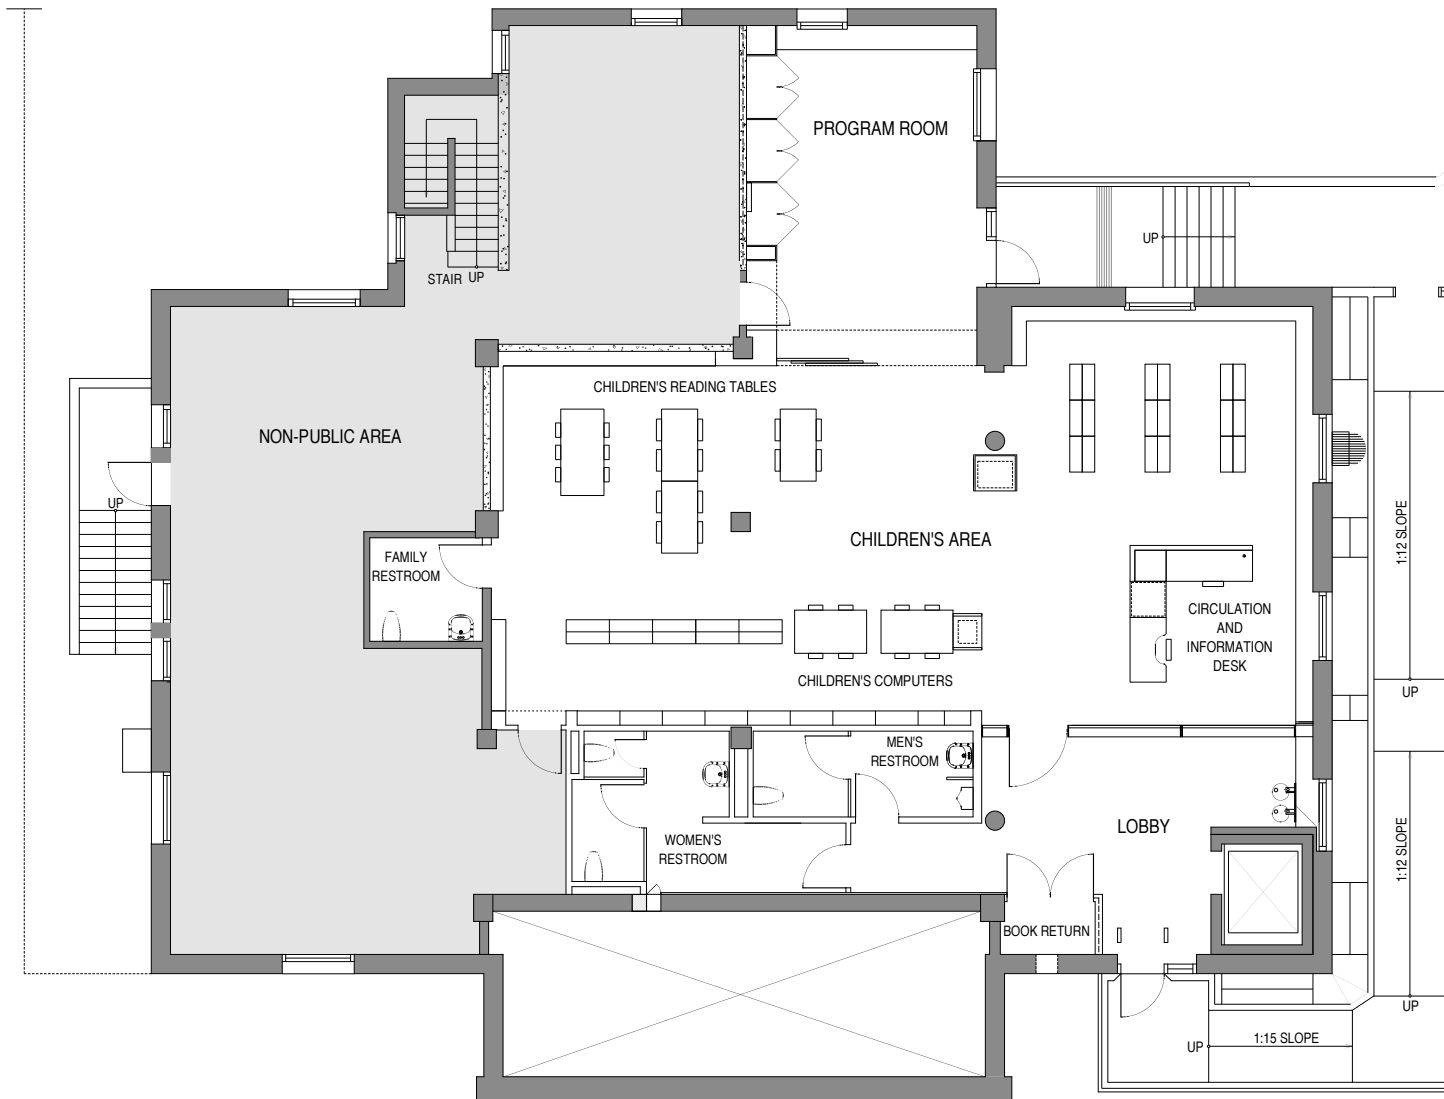 PROGRAM ROOM
UP
STAIR UP
CHILDREN'S READING TABLES
NON-PUBLIC AREA
UP
CHILDREN'S AREA
1:12 SLOPE
FAMILY
RESTROOM
CIRCULATION
AND
INFORMATION
DESK
CHILDREN'S COMPUTERS
UP
MEN'S
RESTROOM
LOBBY
WOMEN'S
RESTROOM
1:12 SLOPE
BOOK RETURN
UP
1:15 SLOPE
UP